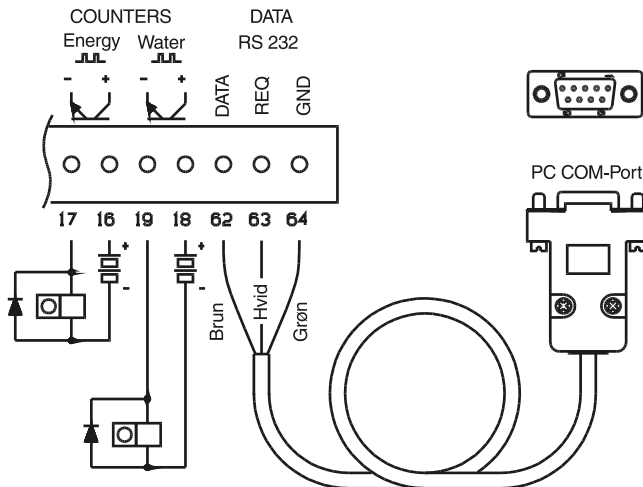 COUNTERS DATA
Energy Water RS 232
- + - + DATA REQ GND
PC COM-Port
17 16 19 18 62 63 64
+ +
- -
Brun Hvid Grøn